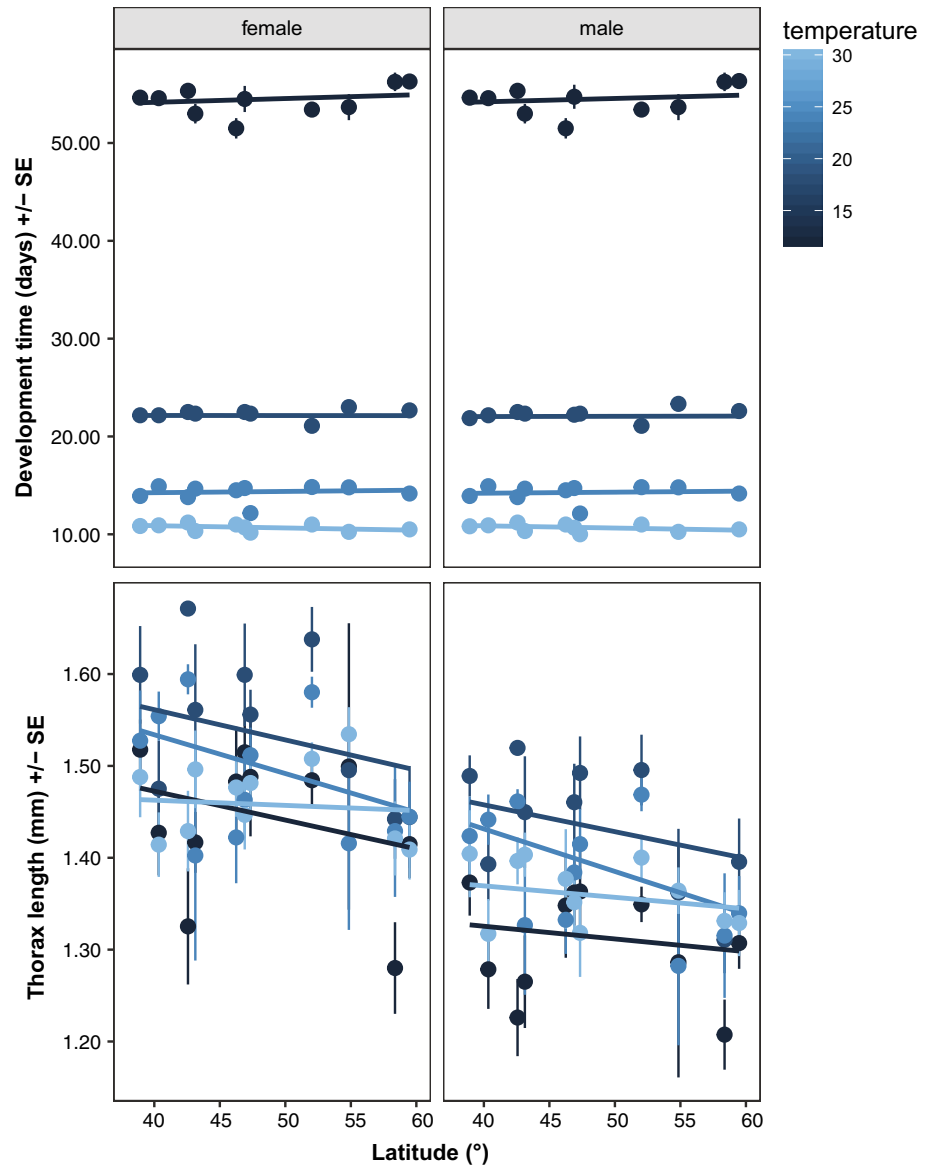 female
male
temperature
30
25
20
15
Development time (days) +/− SE
50.00
40.00
30.00
20.00
10.00
Thorax length (mm) +/− SE
1.60
1.50
1.40
1.30
1.20
40 45 50 55 60
40 45 50 55 60
Latitude (°)